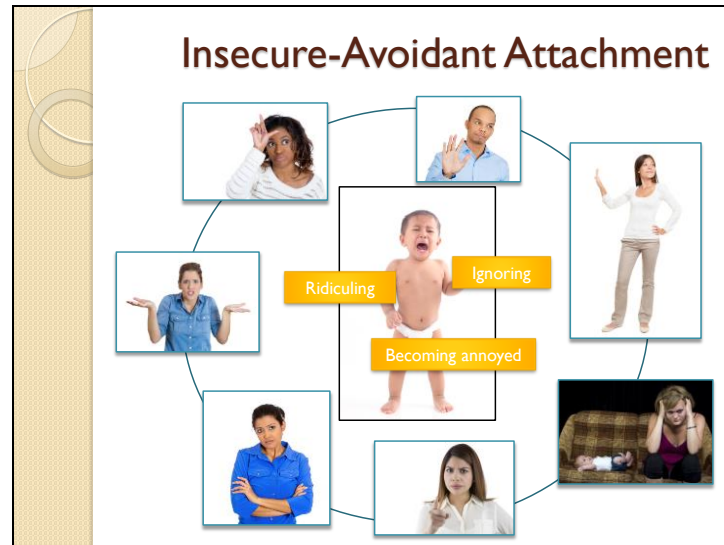 Insecure-Avoidant Attachment
Ignoring
Ridiculing
Becoming annoyed